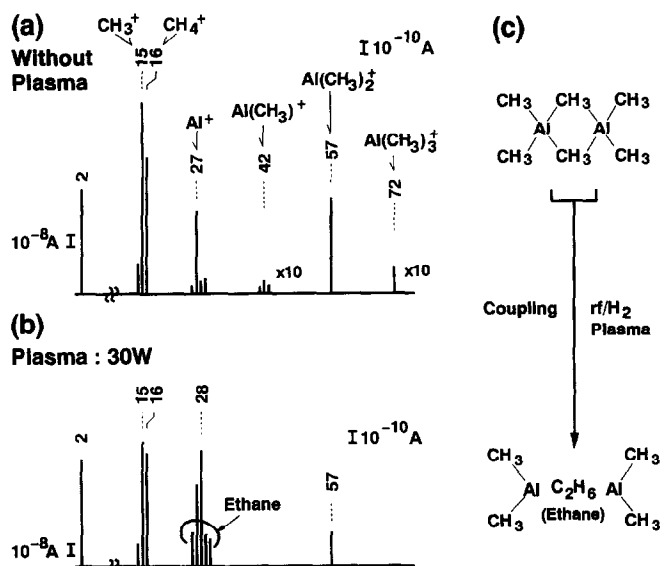 (a)
Without
Plasma
CH3+
CH4+
15
16
I 10-10A
Al(CH3)2+
Al+
Al(CH3)+
Al(CH3)3+
2
27
42
57
72
10-8A I
x10
x10
(b)
Plasma : 30W
2
15
16
28
I 10-10A
Ethane
57
10-8A I
(c)
CH3 CH3 CH3
Al Al
CH3 CH3 CH3
Coupling
rf/H2
Plasma
CH3 CH3
Al C2H6 Al
(Ethane)
CH3 CH3